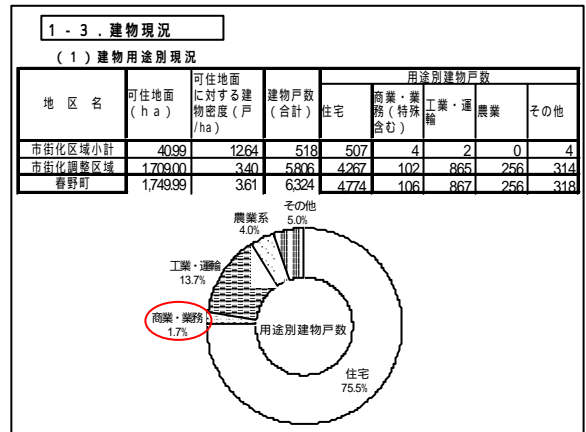 1-3.建物現況
(1)建物用途別現況
地区名 可住地面(ha) 可住地面に対する建物密度(戸/ha) 建物戸数(合計) 用途別建物戸数
住宅 商業・業務(特殊含む) 工業・運輸 農業 その他
市街化区域小計 40.99 12.64 518 507 4 2 0 4
市街化調整区域 1,709.00 3.40 5,806 4,267 102 865 256 314
春野町 1,749.99 3.61 6,324 4,774 106 867 256 318
その他
5.0%
農業系
4.0%
工業・運輸
13.7%
商業・業務
1.7%
用途別建物戸数
住宅
75.5%